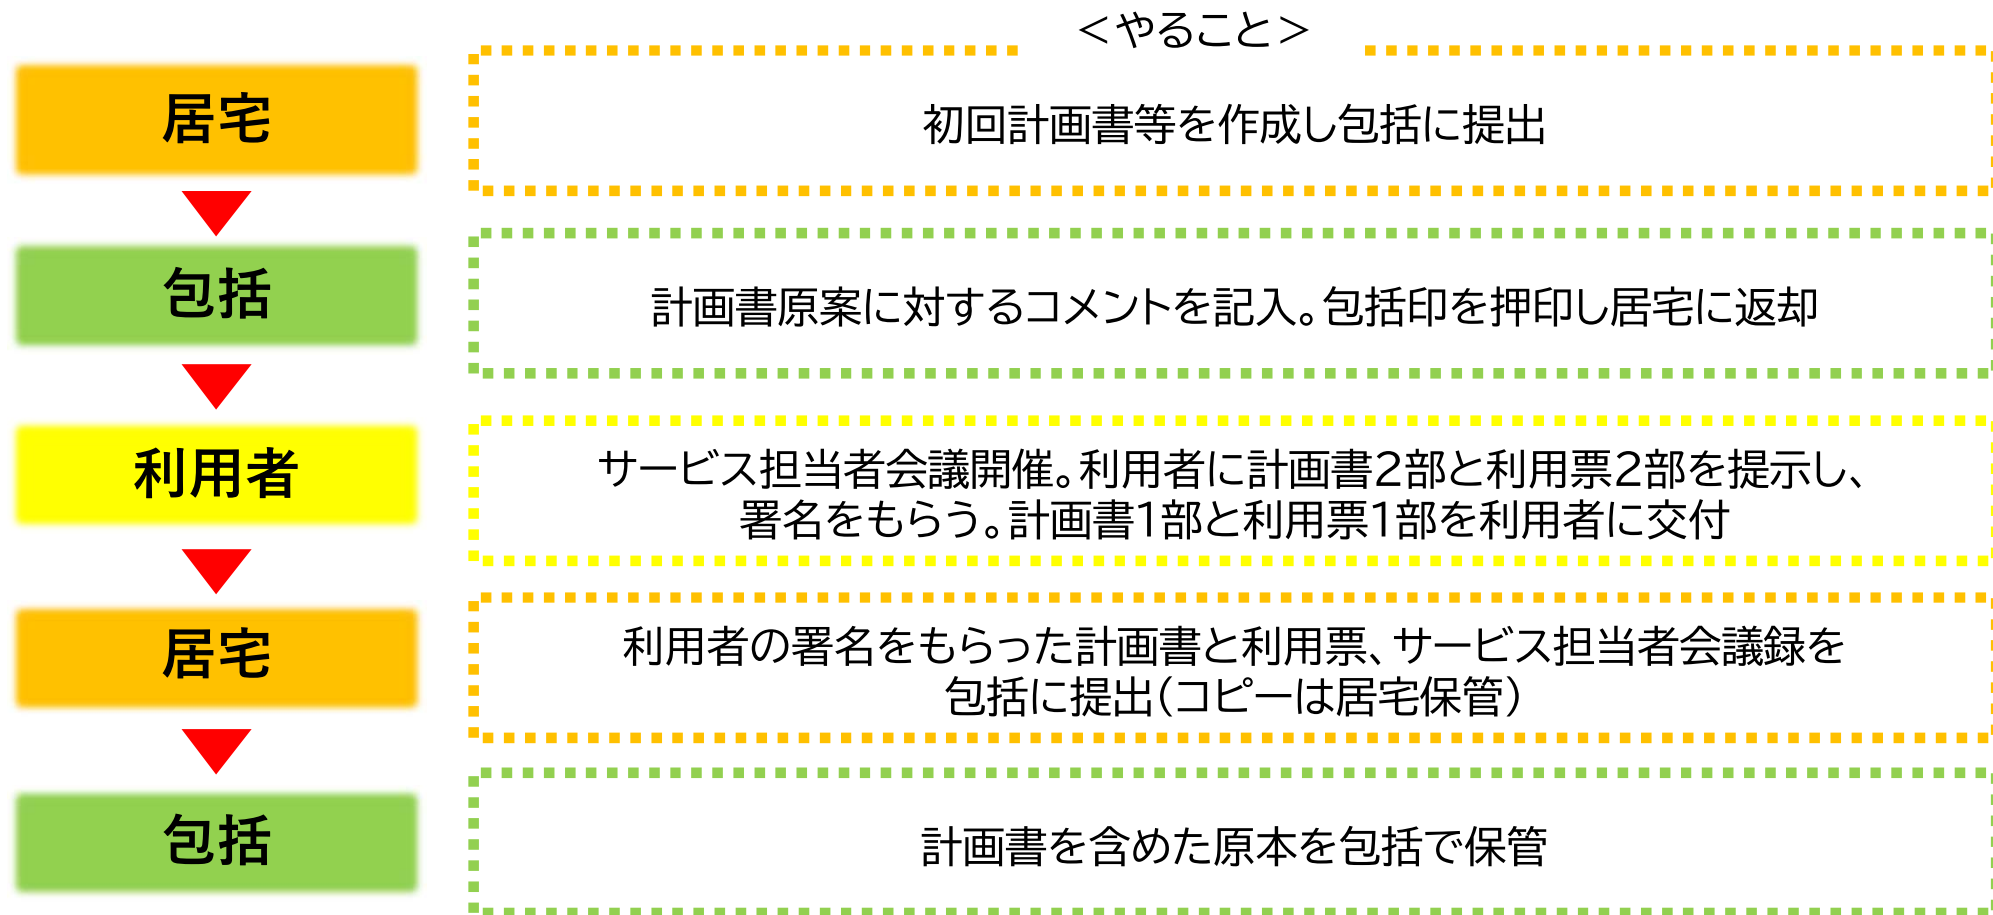 <やること>
居宅
初回計画書等を作成し包括に提出
包括
計画書原案に対するコメントを記入。包括印を押印し居宅に返却
利用者
サービス担当者会議開催。利用者に計画書2部と利用票2部を提示し、
署名をもらう。計画書1部と利用票1部を利用者に交付
居宅
利用者の署名をもらった計画書と利用票、サービス担当者会議録を
包括に提出(コピーは居宅保管)
包括
計画書を含めた原本を包括で保管